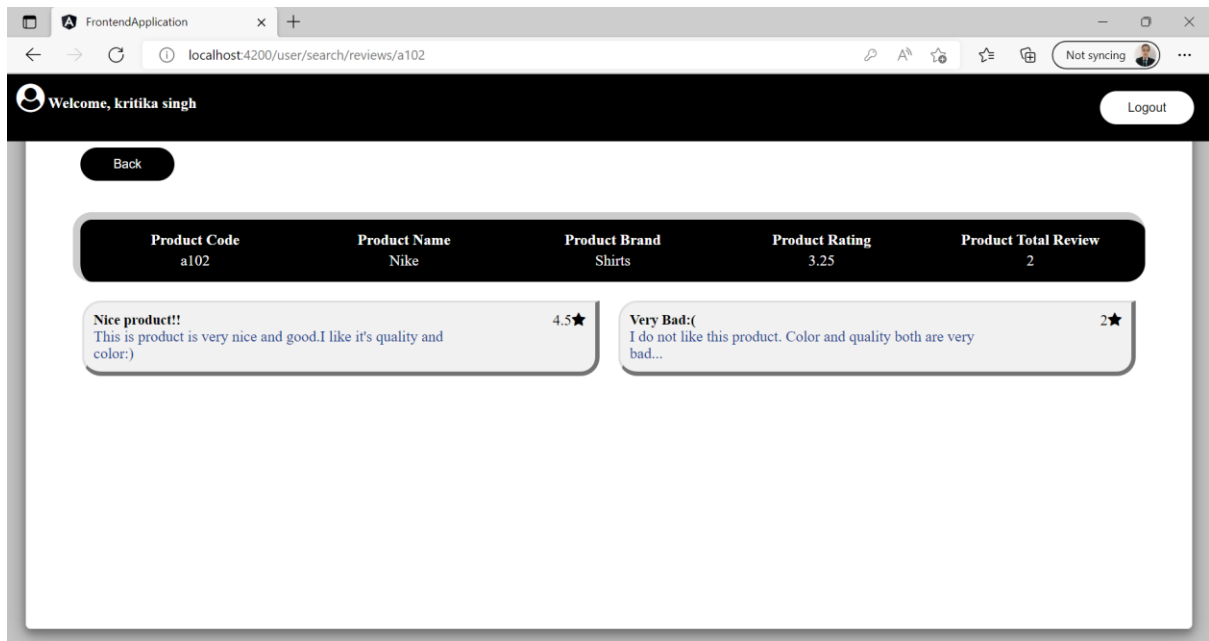 FrontendApplication
localhost:4200/user/search/reviews/a102
Not syncing
Welcome, kritika singh
Logout
Back
Product Code Product Name Product Brand Product Rating Product Total Review
a102 Nike Shirts 3.25 2
Nice product!! 4.5★
This is product is very nice and good.I like it's quality and
color:)
Very Bad:( 2★
I do not like this product. Color and quality both are very
bad...